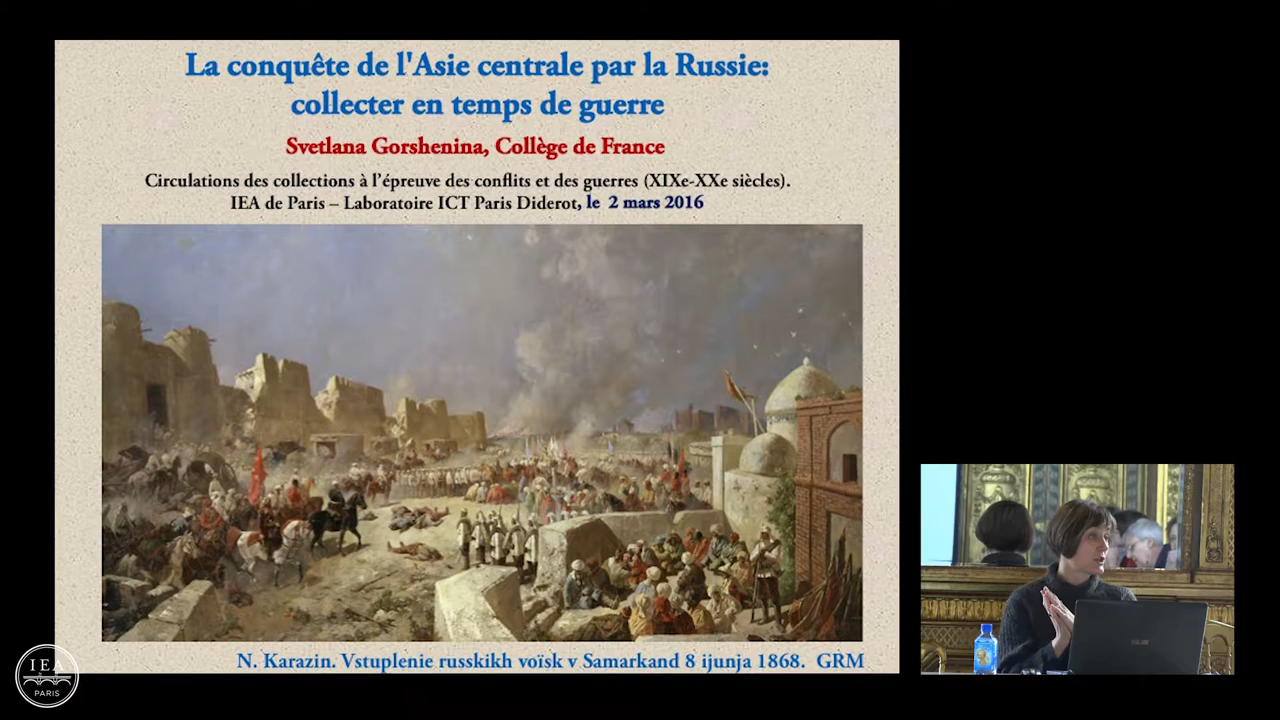 La conquête de l'Asie centrale par la Russie:
collecter en temps de guerre
Svetlana Gorshenina, Collège de France
Circulations des collections à l'épreuve des conflits et des guerres (XIXe-XXe siècles).
IEA de Paris – Laboratoire ICT Paris Diderot, le 2 mars 2016
N. Karazin. Vstuplenie russkikh voïsk v Samarkand 8 ijunja 1868. GRM
IEA
PARIS